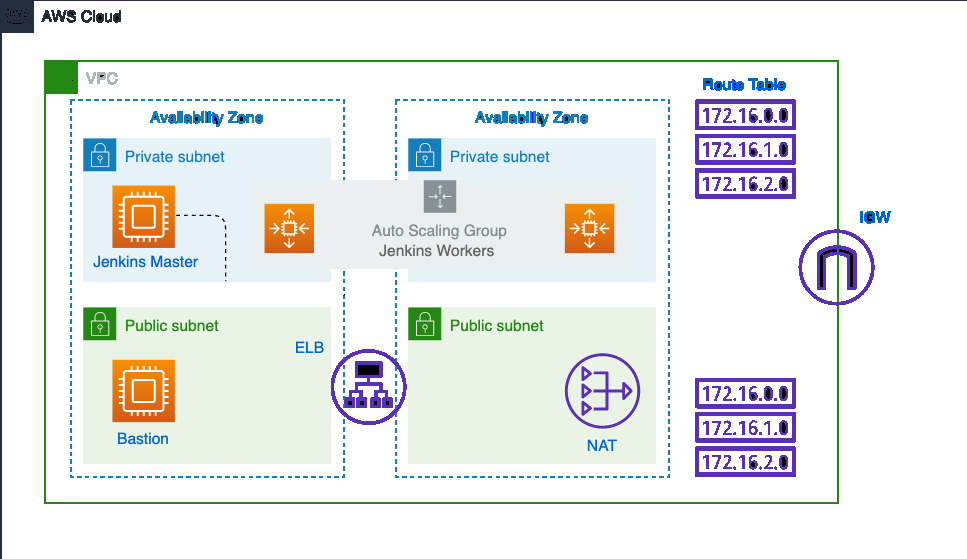 AWS Cloud
VPC
Availability Zone
Availability Zone
Route Table
172.16.0.0
172.16.1.0
172.16.2.0
Private subnet
Private subnet
Auto Scaling Group
Jenkins Workers
Jenkins Master
IGW
Public subnet
Public subnet
ELB
Bastion
NAT
172.16.0.0
172.16.1.0
172.16.2.0